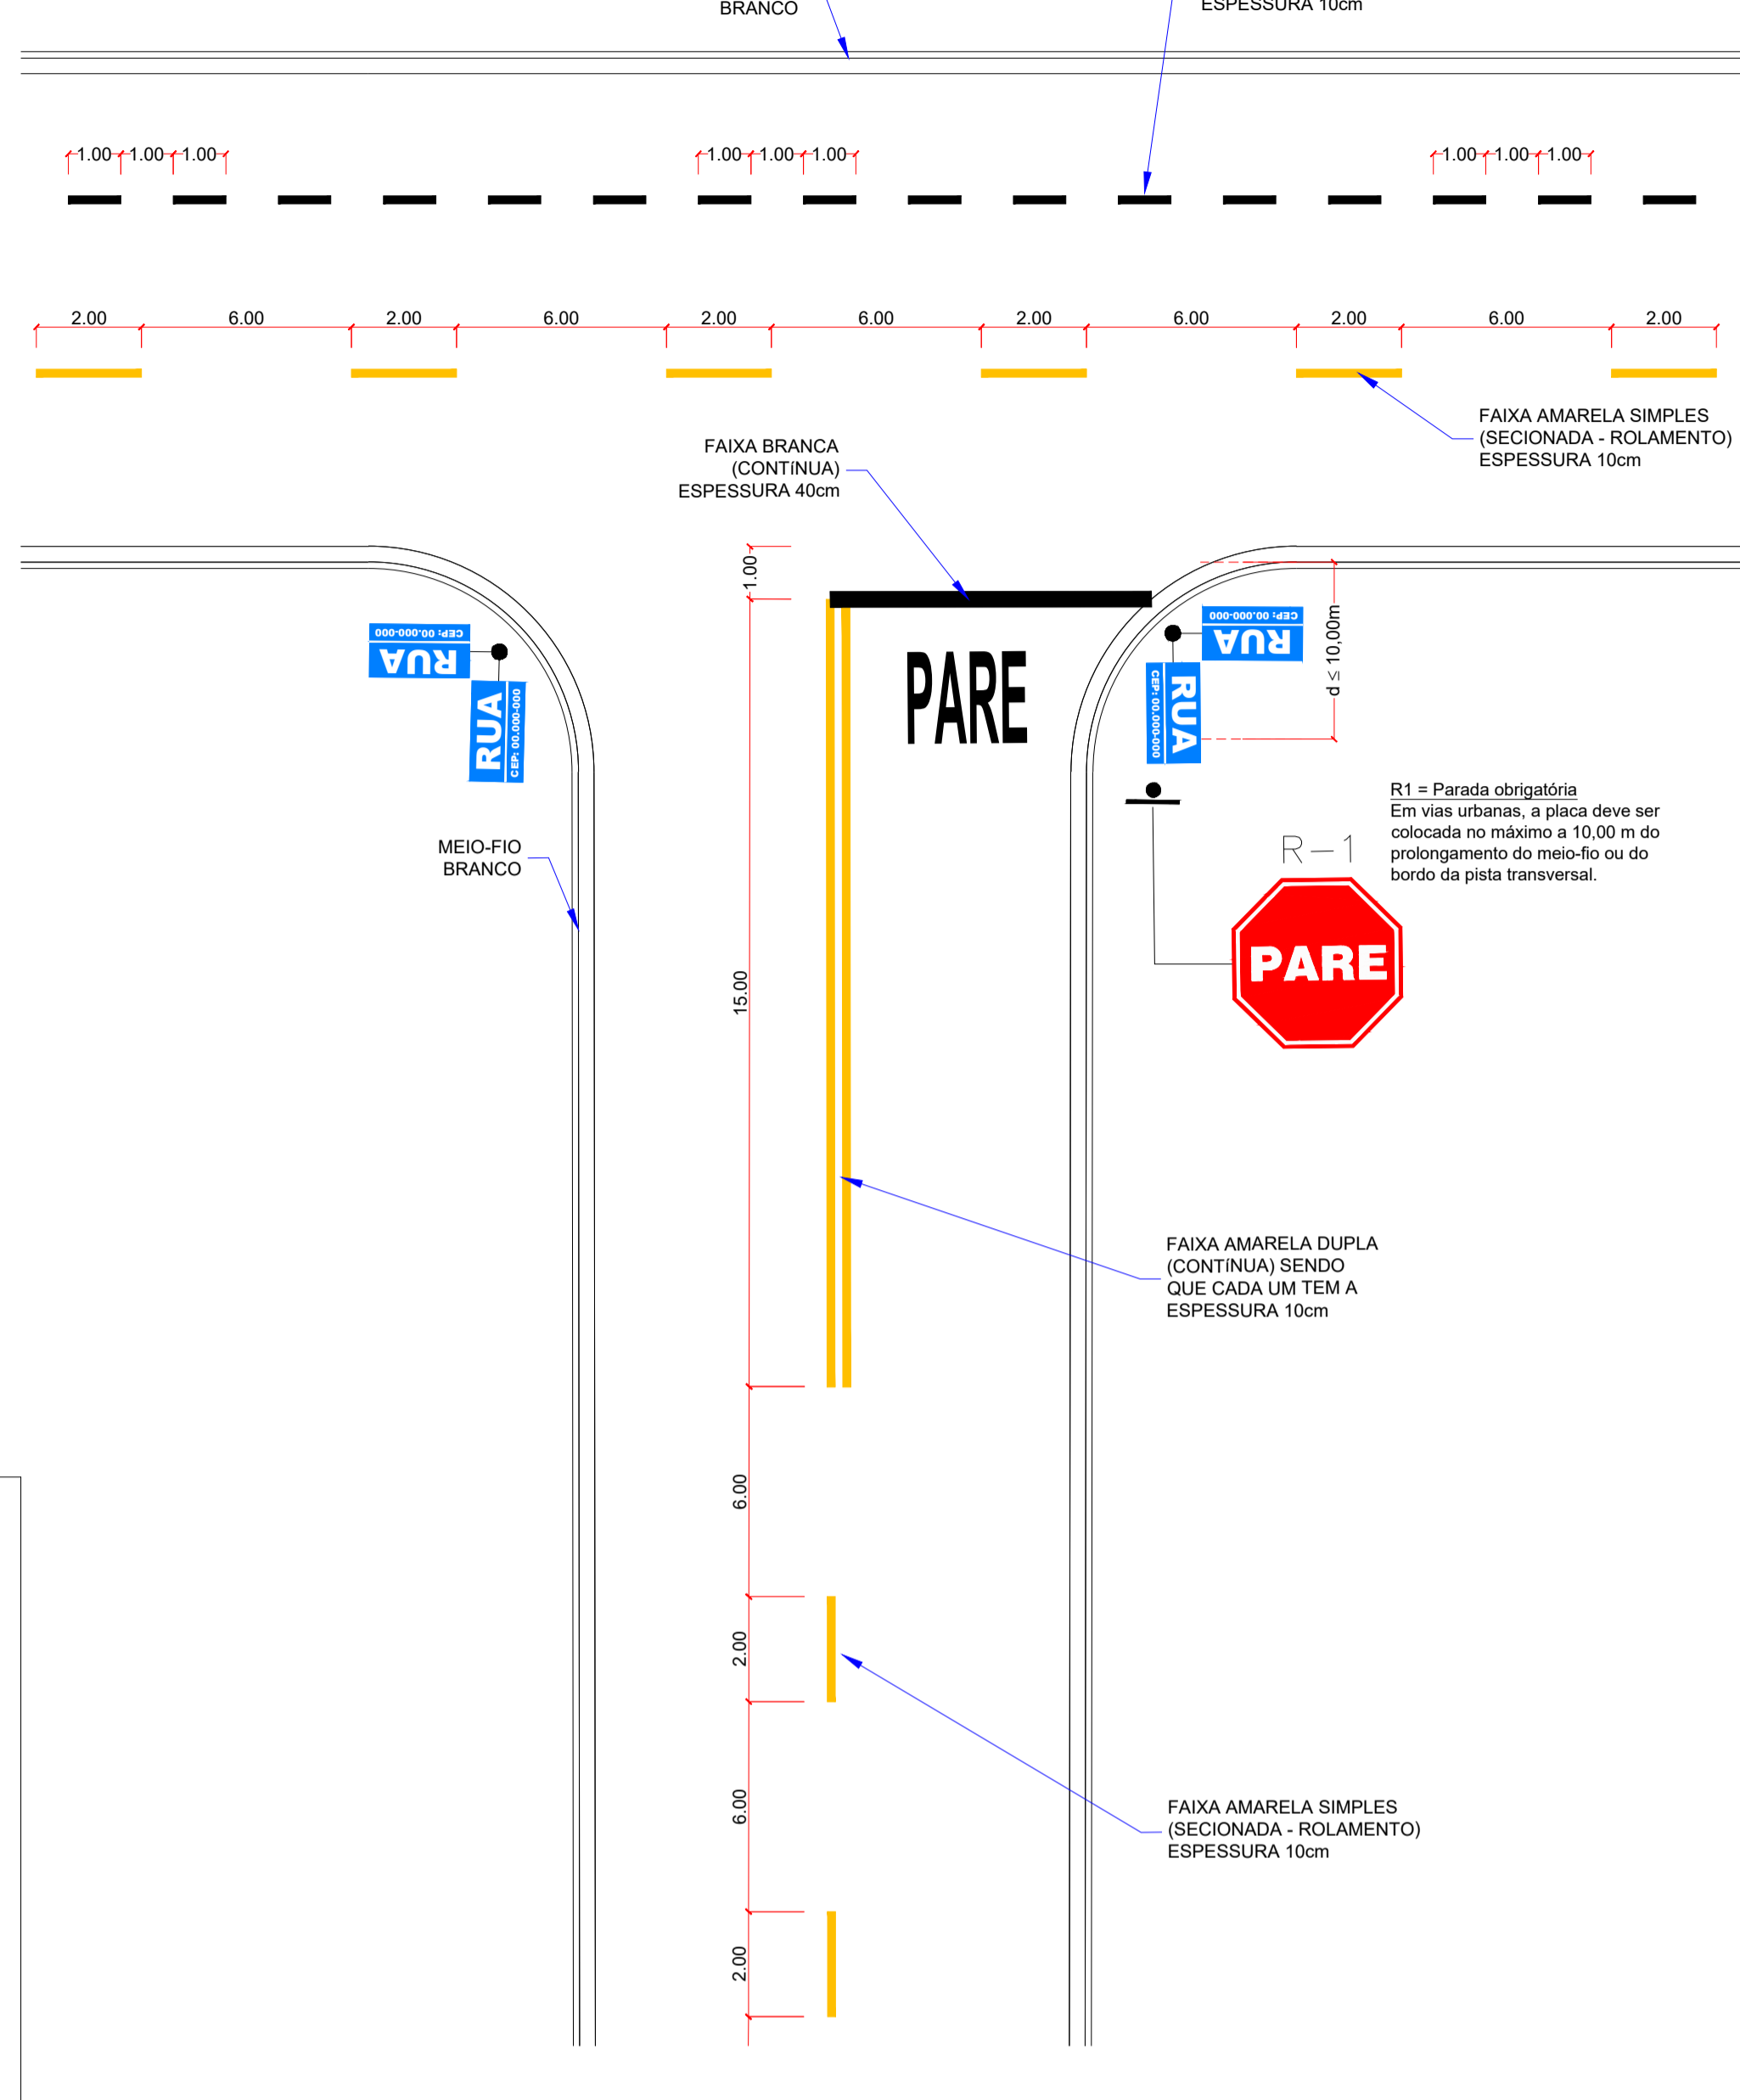 BRANCO
ESPESSURA 10cm
1.00 1.00 1.00
1.00 1.00 1.00
1.00 1.00 1.00
2.00 6.00 2.00 6.00 2.00 6.00 2.00 6.00 2.00 6.00 2.00
FAIXA AMARELA SIMPLES
(SECIONADA - ROLAMENTO)
ESPESSURA 10cm
FAIXA BRANCA
(CONTíNUA)
ESPESSURA 40cm
1.00
CEP: 00.000-000
RUA
RUA
CEP: 00.000-000
PARE
CEP: 00.000-000
RUA
RUA
CEP: 00.000-000
d ≤ 10,00m
R1 = Parada obrigatória
Em vias urbanas, a placa deve ser
colocada no máximo a 10,00 m do
prolongamento do meio-fio ou do
bordo da pista transversal.
R-1
PARE
MEIO-FIO
BRANCO
15.00
FAIXA AMARELA DUPLA
(CONTíNUA) SENDO
QUE CADA UM TEM A
ESPESSURA 10cm
6.00
2.00
6.00
FAIXA AMARELA SIMPLES
(SECIONADA - ROLAMENTO)
ESPESSURA 10cm
2.00